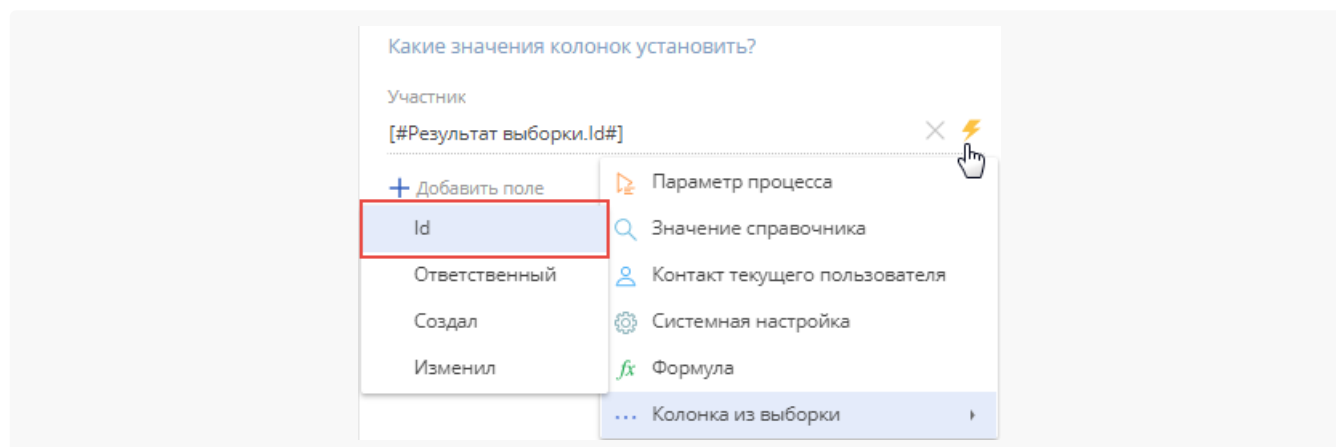 Какие значения колонок установить?
Участник
[#Результат выборки.Id#]
Добавить поле
Id
Ответственный
Создал
Изменил
Параметр процесса
Значение справочника
Контакт текущего пользователя
Системная настройка
fx Формула
Колонка из выборки